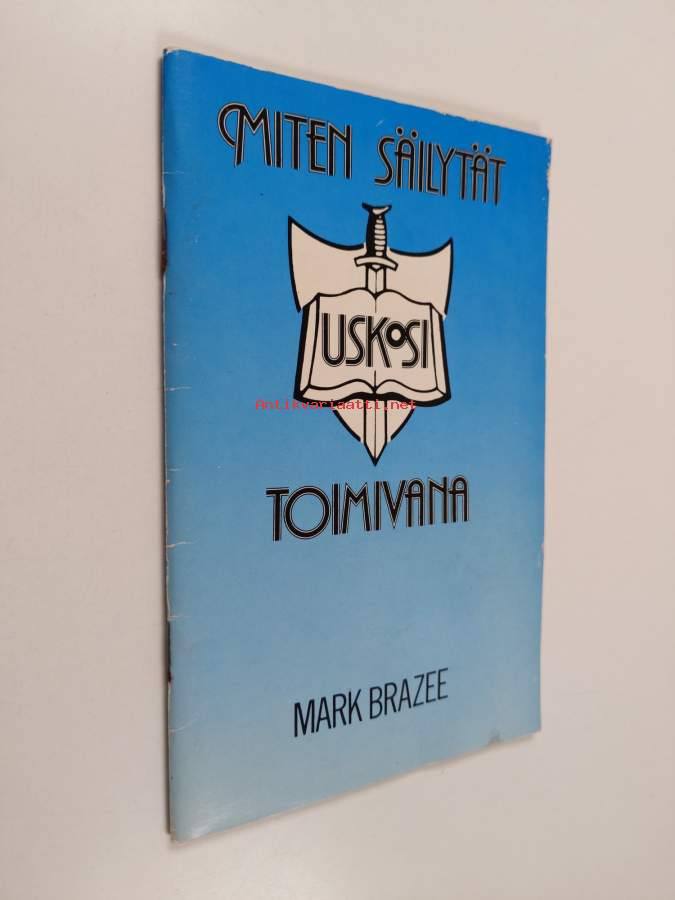 MITEN SÄILYTÄT
USKOSI
Antikvariaatti.net
TOIMIVANA
MARK BRAZEE